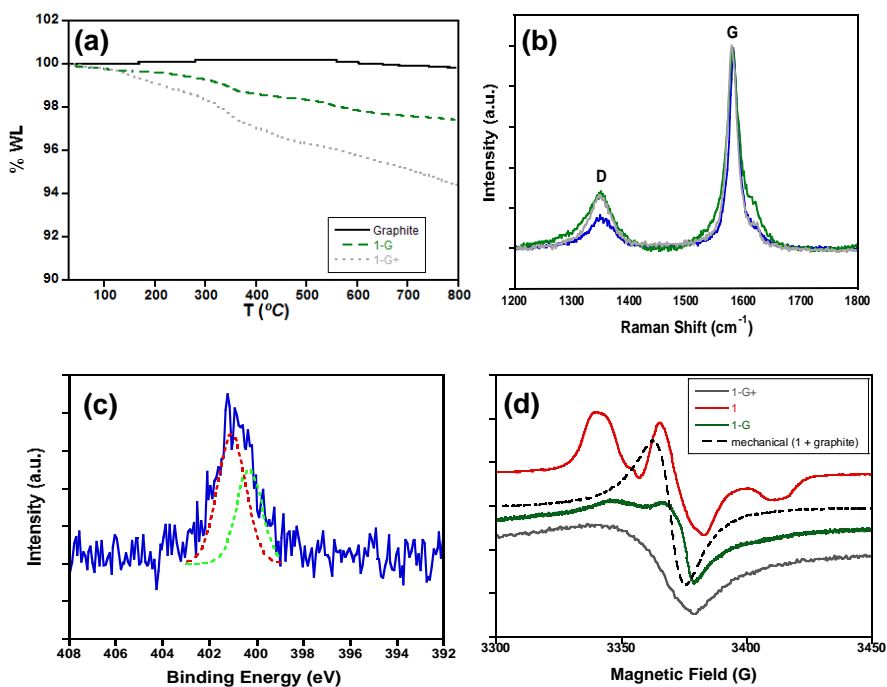 (a)
102
100
98
96
94
92
90
% WL
Graphite
1-G
1-G+
100 200 300 400 500 600 700 800
T (ºC)
(b)
G
D
Intensity (a.u.)
1200 1300 1400 1500 1600 1700 1800
Raman Shift (cm-1)
(c)
Intensity (a.u.)
408 406 404 402 400 398 396 394 392
Binding Energy (eV)
(d)
1-G+
1
1-G
mechanical (1 + graphite)
Intensity (a.u.)
3300 3350 3400 3450
Magnetic Field (G)